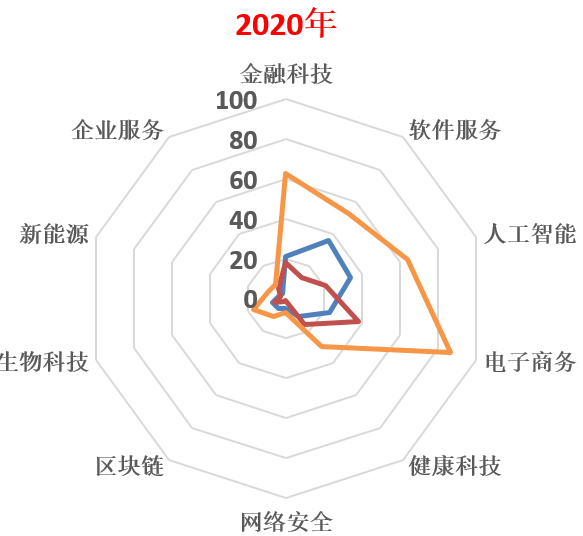 2020年
金融科技
100
企业服务
软件服务
80
60
新能源
人工智能
40
20
0
生物科技
电子商务
区块链
健康科技
网络安全